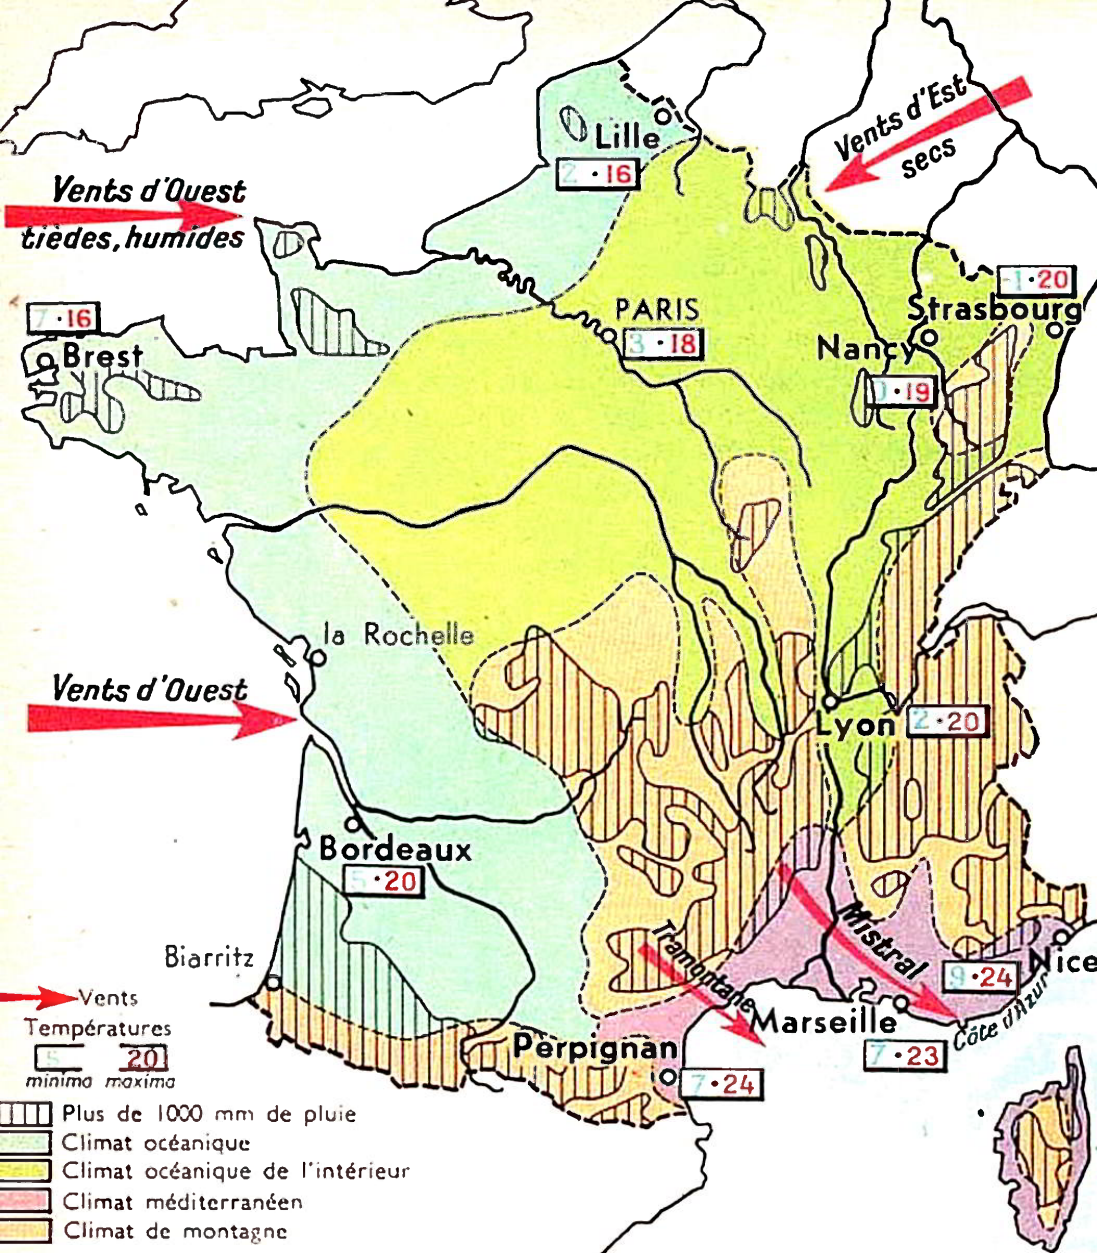 Lille
2 · 16
Vents d'Est
secs
Vents d'Ouest
tièdes, humides
-1 · 20
Strasbourg
7 · 16
Brest
PARIS
3 · 18
Nancy
· 19
la Rochelle
Vents d'Ouest
Lyon
2 · 20
Bordeaux
5 · 20
Mistral
Tramontane
Biarritz
Nice
9 · 24
Côte d'Azur
Marseille
7 · 23
Perpignan
7 · 24
Vents
Températures
5 20
minima maxima
Plus de 1000 mm de pluie
Climat océanique
Climat océanique de l'intérieur
Climat méditerranéen
Climat de montagne